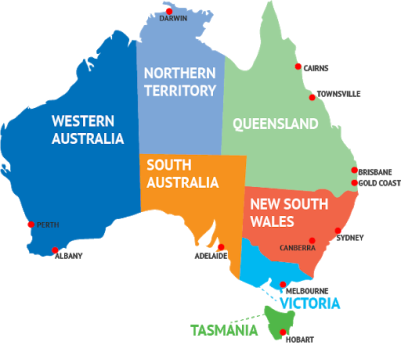 DARWIN
NORTHERN
TERRITORY
CAIRNS
TOWNSVILLE
WESTERN
AUSTRALIA
QUEENSLAND
SOUTH
AUSTRALIA
BRISBANE
GOLD COAST
NEW SOUTH
WALES
PERTH
SYDNEY
CANBERRA
ALBANY
ADELAIDE
MELBOURNE
VICTORIA
TASMANIA
HOBART